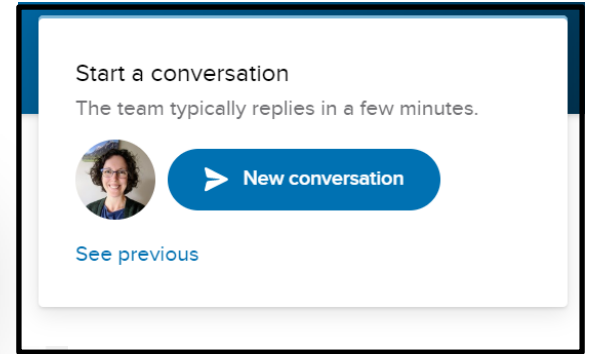 Start a conversation
The team typically replies in a few minutes.
New conversation
See previous